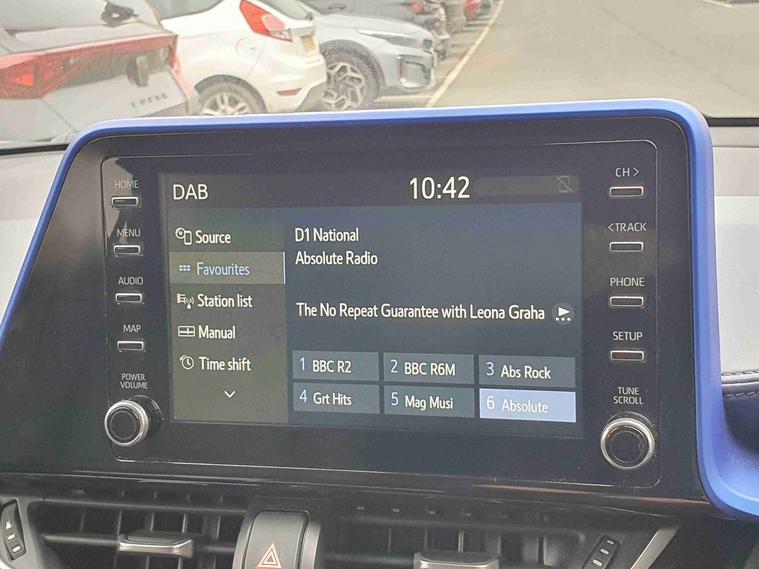 HOME
MENU
AUDIO
MAP
POWER
VOLUME
DAB
10:42
Source
Favourites
Station list
Manual
Time shift
D1 National
Absolute Radio
The No Repeat Guarantee with Leona Graha
1 BBC R2
2 BBC R6M
3 Abs Rock
4 Grt Hits
5 Mag Musi
6 Absolute
CH >
<TRACK
PHONE
SETUP
TUNE
SCROLL